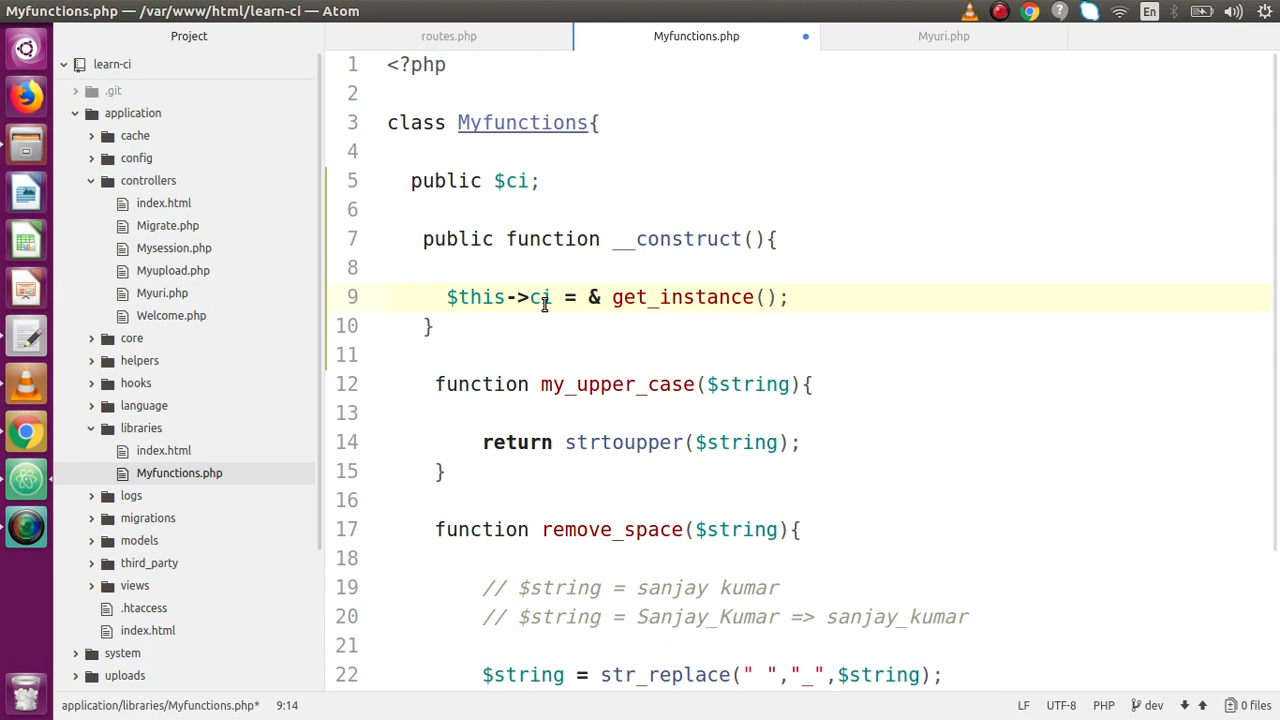 Myfunctions.php — /var/www/html/learn-ci — Atom
En
Project
routes.php
Myfunctions.php
Myuri.php
learn-ci
.git
application
cache
config
controllers
index.html
Migrate.php
Mysession.php
Myupload.php
Myuri.php
Welcome.php
core
helpers
hooks
language
libraries
index.html
Myfunctions.php
logs
migrations
models
third_party
views
.htaccess
index.html
system
uploads
1 <?php
2
3 class Myfunctions{
4
5 public $ci;
6
7 public function __construct(){
8
9 $this->ci = & get_instance();
10 }
11
12 function my_upper_case($string){
13
14 return strtoupper($string);
15 }
16
17 function remove_space($string){
18
19 // $string = sanjay kumar
20 // $string = Sanjay_Kumar => sanjay_kumar
21
22 $string = str_replace(" ","_",$string);
application/libraries/Myfunctions.php* 9:14 LF UTF-8 PHP dev 0 files